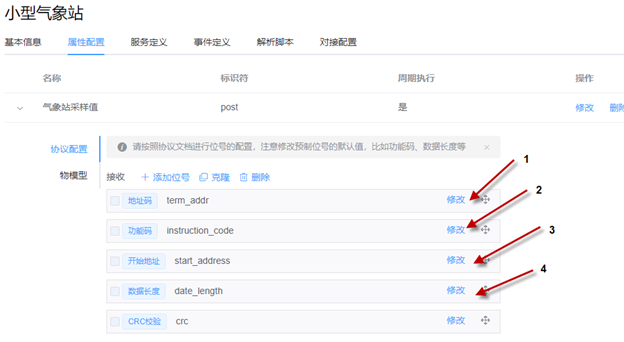 小型气象站
基本信息 属性配置 服务定义 事件定义 解析脚本 对接配置
名称 标识符 周期执行 操作
气象站采样值 post 是 修改 删除
协议配置 请按照协议文档进行位号的配置，注意修改预制位号的默认值，比如功能码、数据长度等 ×
物模型 接收 + 添加位号 克隆 删除
1
地址码 term_addr 修改
2
功能码 instruction_code 修改
3
开始地址 start_address 修改
4
数据长度 date_length 修改
CRC校验 crc 修改